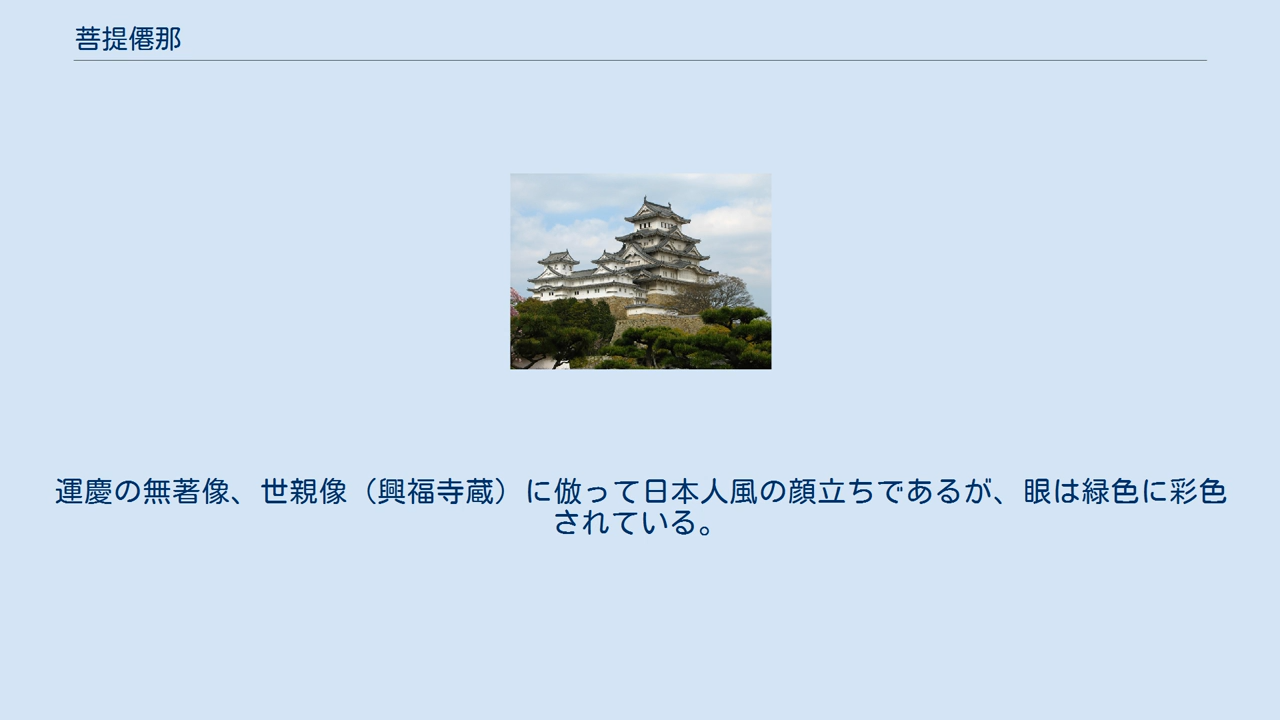 菩提僊那
運慶の無著像、世親像（興福寺蔵）に倣って日本人風の顔立ちであるが、眼は緑色に彩色
されている。